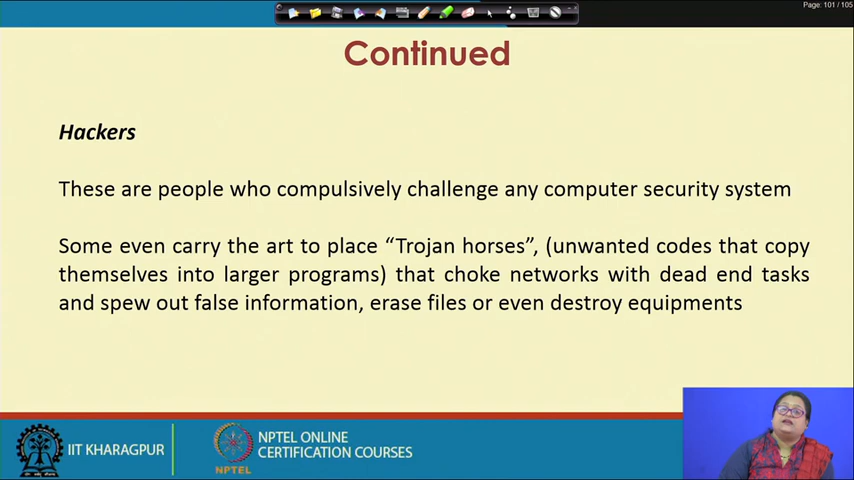 Page: 101 / 105
Continued
Hackers
These are people who compulsively challenge any computer security system
Some even carry the art to place “Trojan horses”, (unwanted codes that copy
themselves into larger programs) that choke networks with dead end tasks
and spew out false information, erase files or even destroy equipments
IIT KHARAGPUR
NPTEL
NPTEL ONLINE
CERTIFICATION COURSES